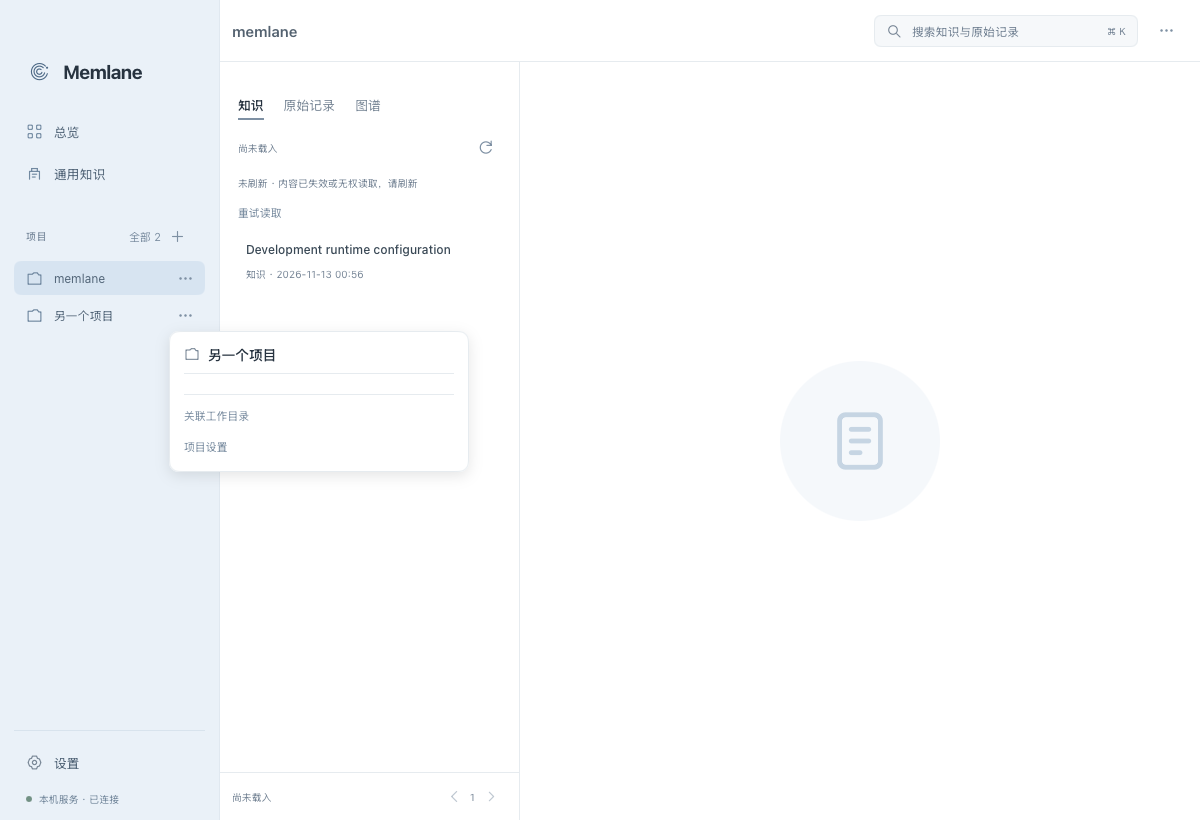 Memlane
总览
通用知识
项目
全部 2
memlane
另一个项目
设置
本机服务 · 已连接
memlane
搜索知识与原始记录
⌘ K
知识
原始记录
图谱
尚未载入
未刷新 · 内容已失效或无权读取，请刷新
重试读取
Development runtime configuration
知识 · 2026-11-13 00:56
另一个项目
关联工作目录
项目设置
尚未载入
1